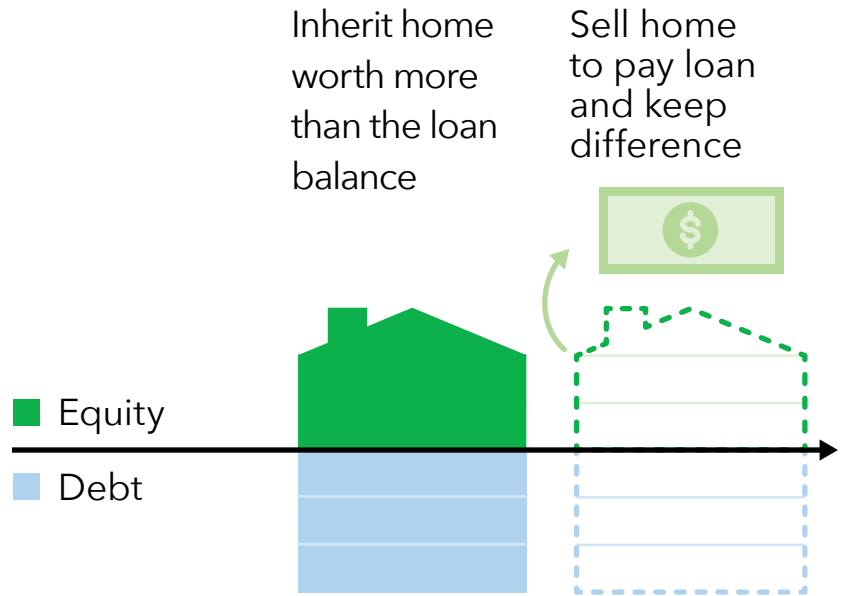 Inherit home
worth more
than the loan
balance
Sell home
to pay loan
and keep
difference
$
Equity
Debt